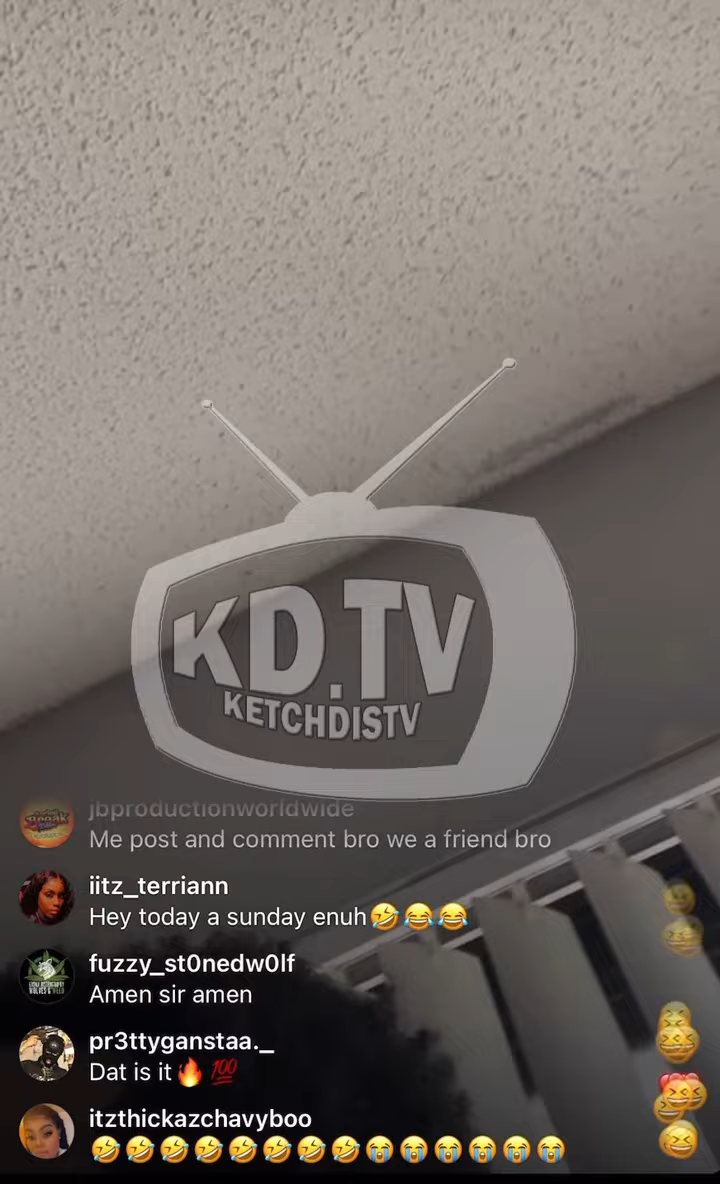 KD.TV
KETCHDISTV
jbproductionworldwide
Me post and comment bro we a friend bro
iitz_terriann
Hey today a sunday enuh🤣😂😂
fuzzy_st0nedw0lf
Amen sir amen
pr3ttyganstaa._
Dat is it🔥💯
itzthickazchavyboo
🤣🤣🤣🤣🤣🤣🤣🤣😭😭😭😭😭😭